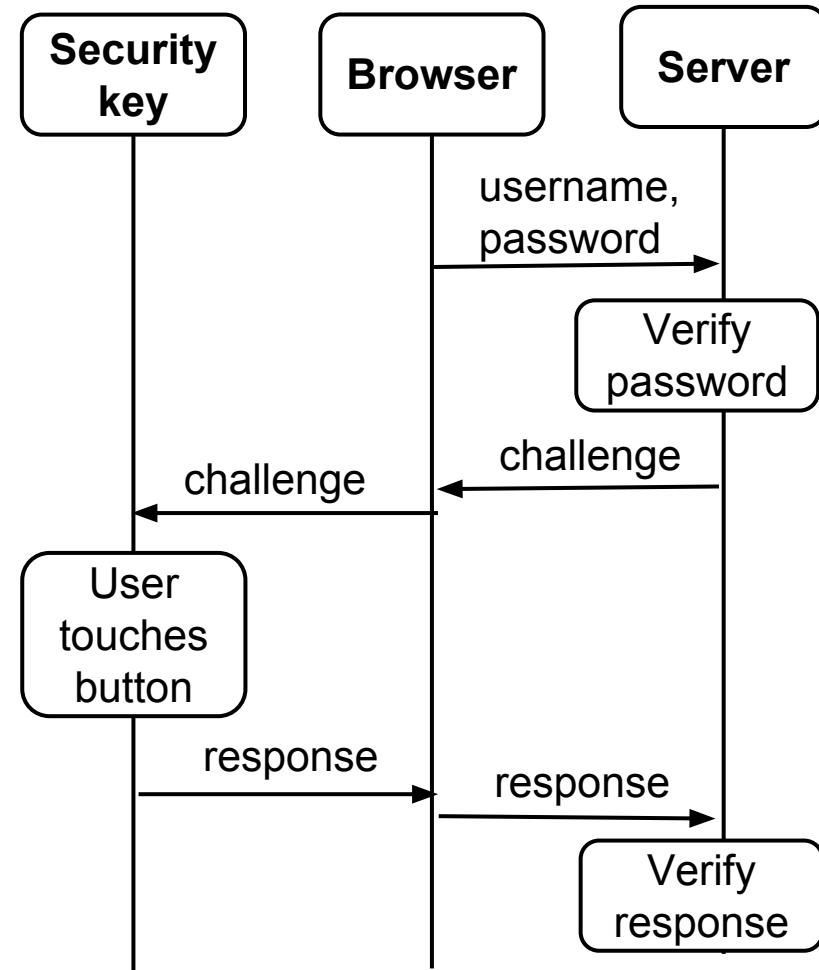 Security
key
Browser
Server
username,
password
Verify
password
challenge
challenge
User
touches
button
response
response
Verify
response